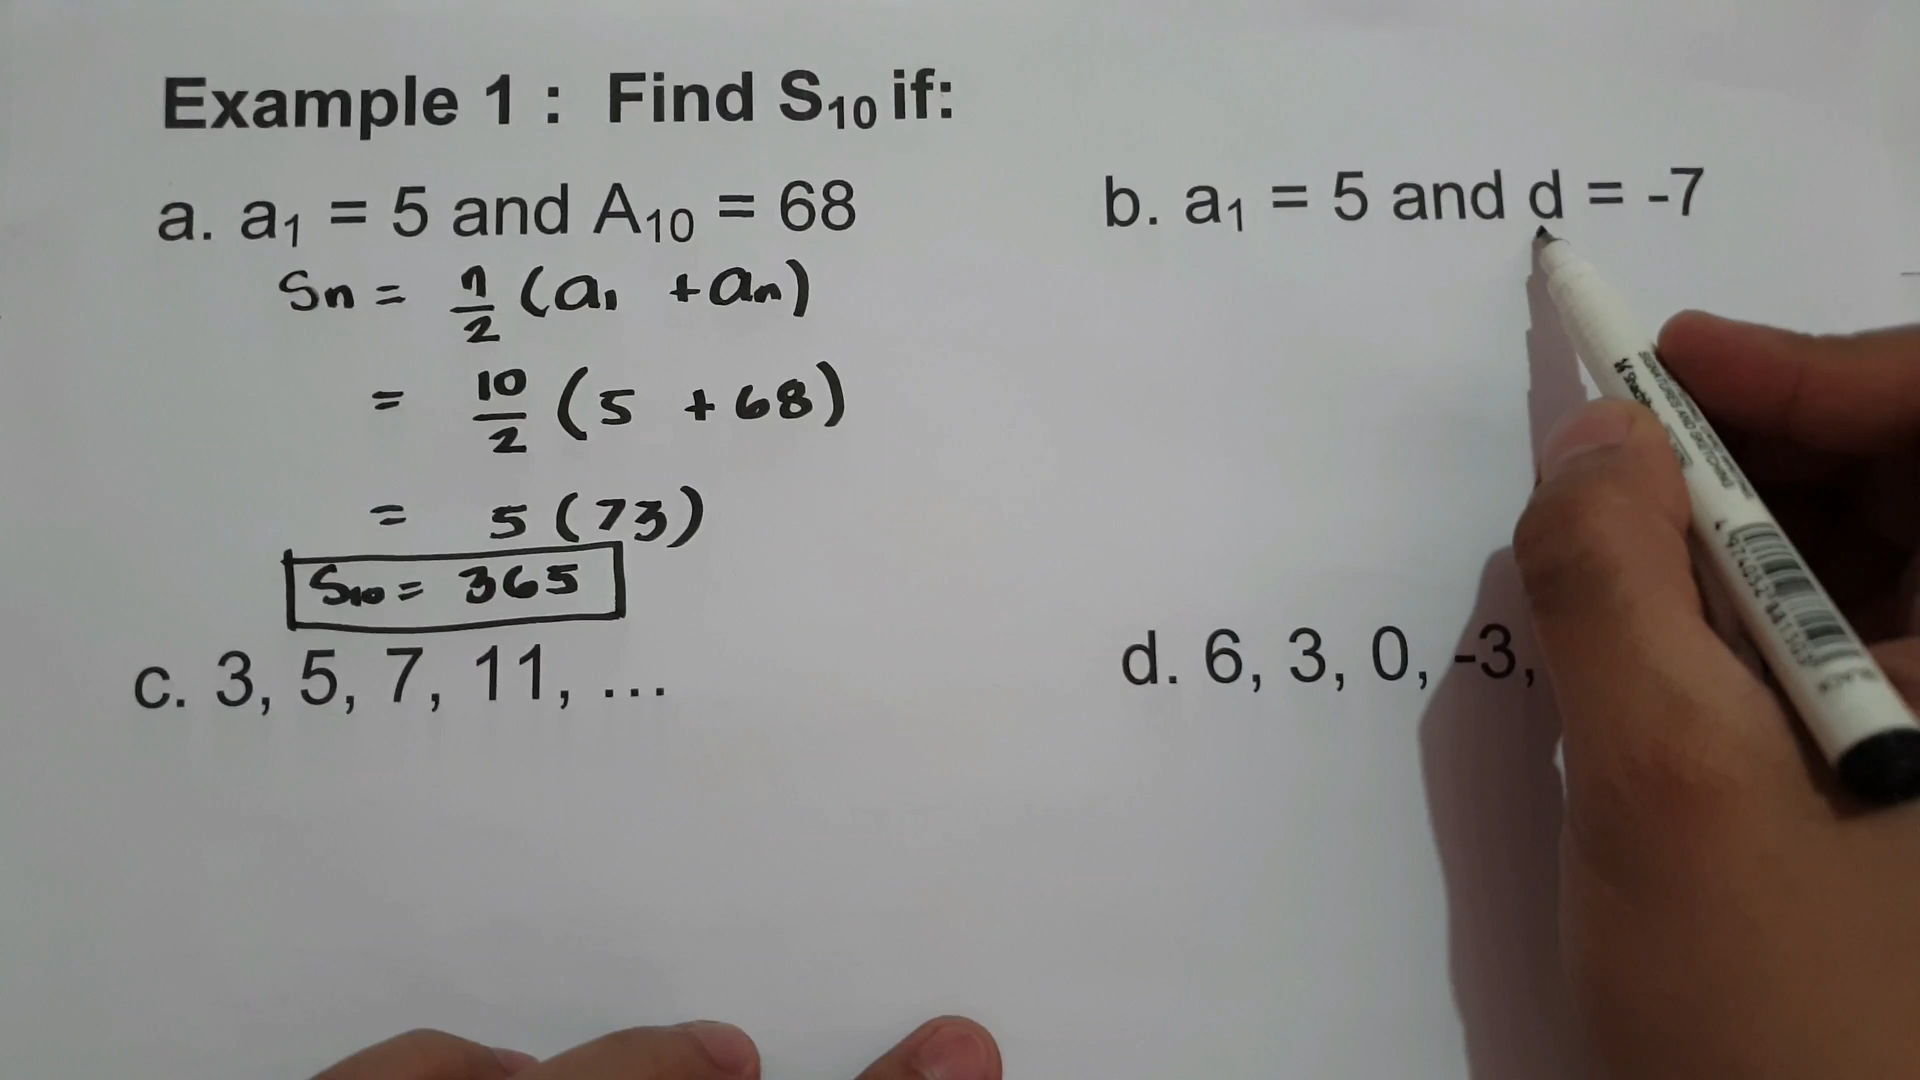 Example 1 : Find S₁₀ if:
a. a₁ = 5 and A₁₀ = 68
Sn = n/2 (a₁ + an)
= 10/2 (5 + 68)
= 5 (73)
S₁₀ = 365
b. a₁ = 5 and d = -7
c. 3, 5, 7, 11, ...
d. 6, 3, 0, -3,
BLACK